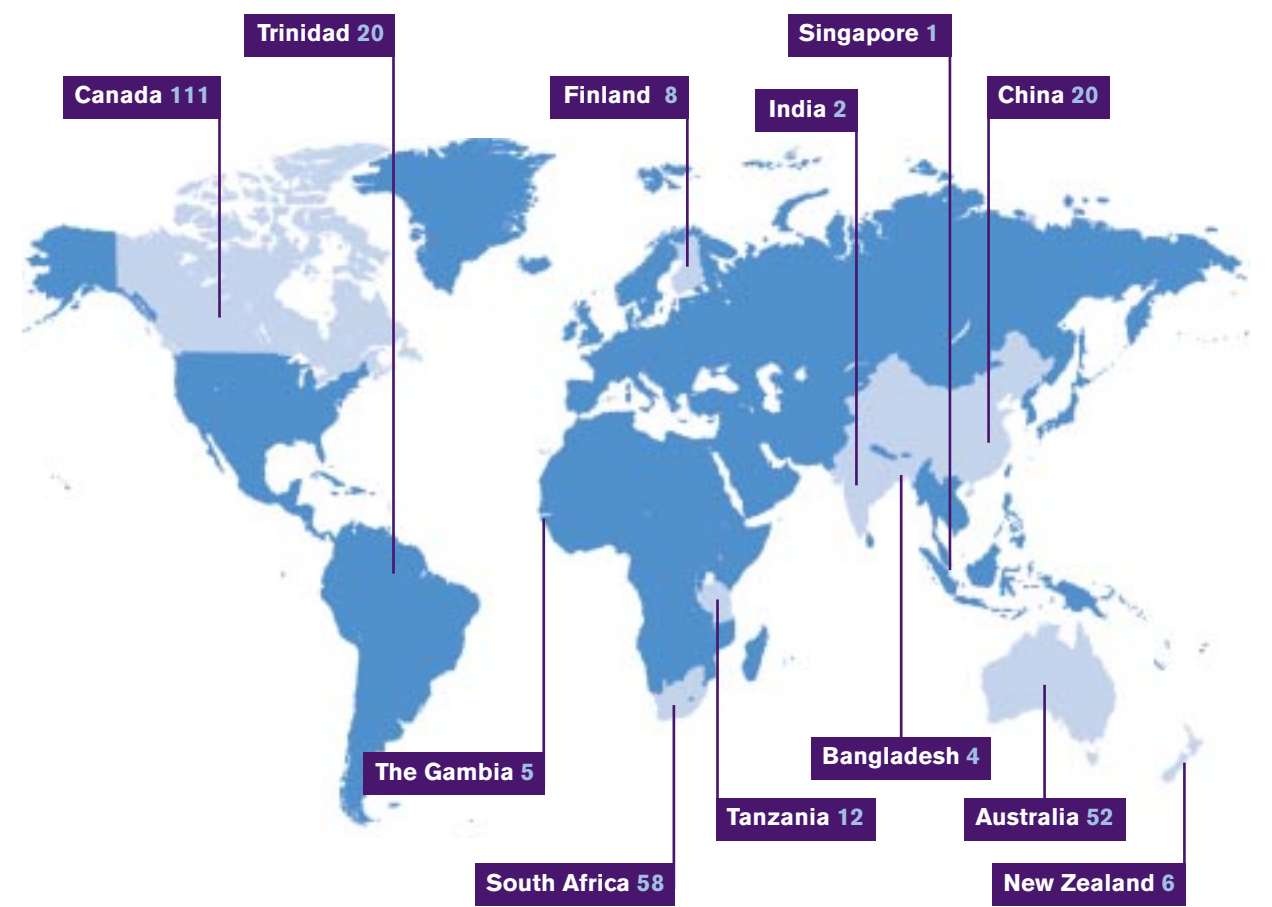 Trinidad 20
Singapore 1
Canada 111
Finland 8
India 2
China 20
The Gambia 5
Bangladesh 4
Tanzania 12
Australia 52
South Africa 58
New Zealand 6